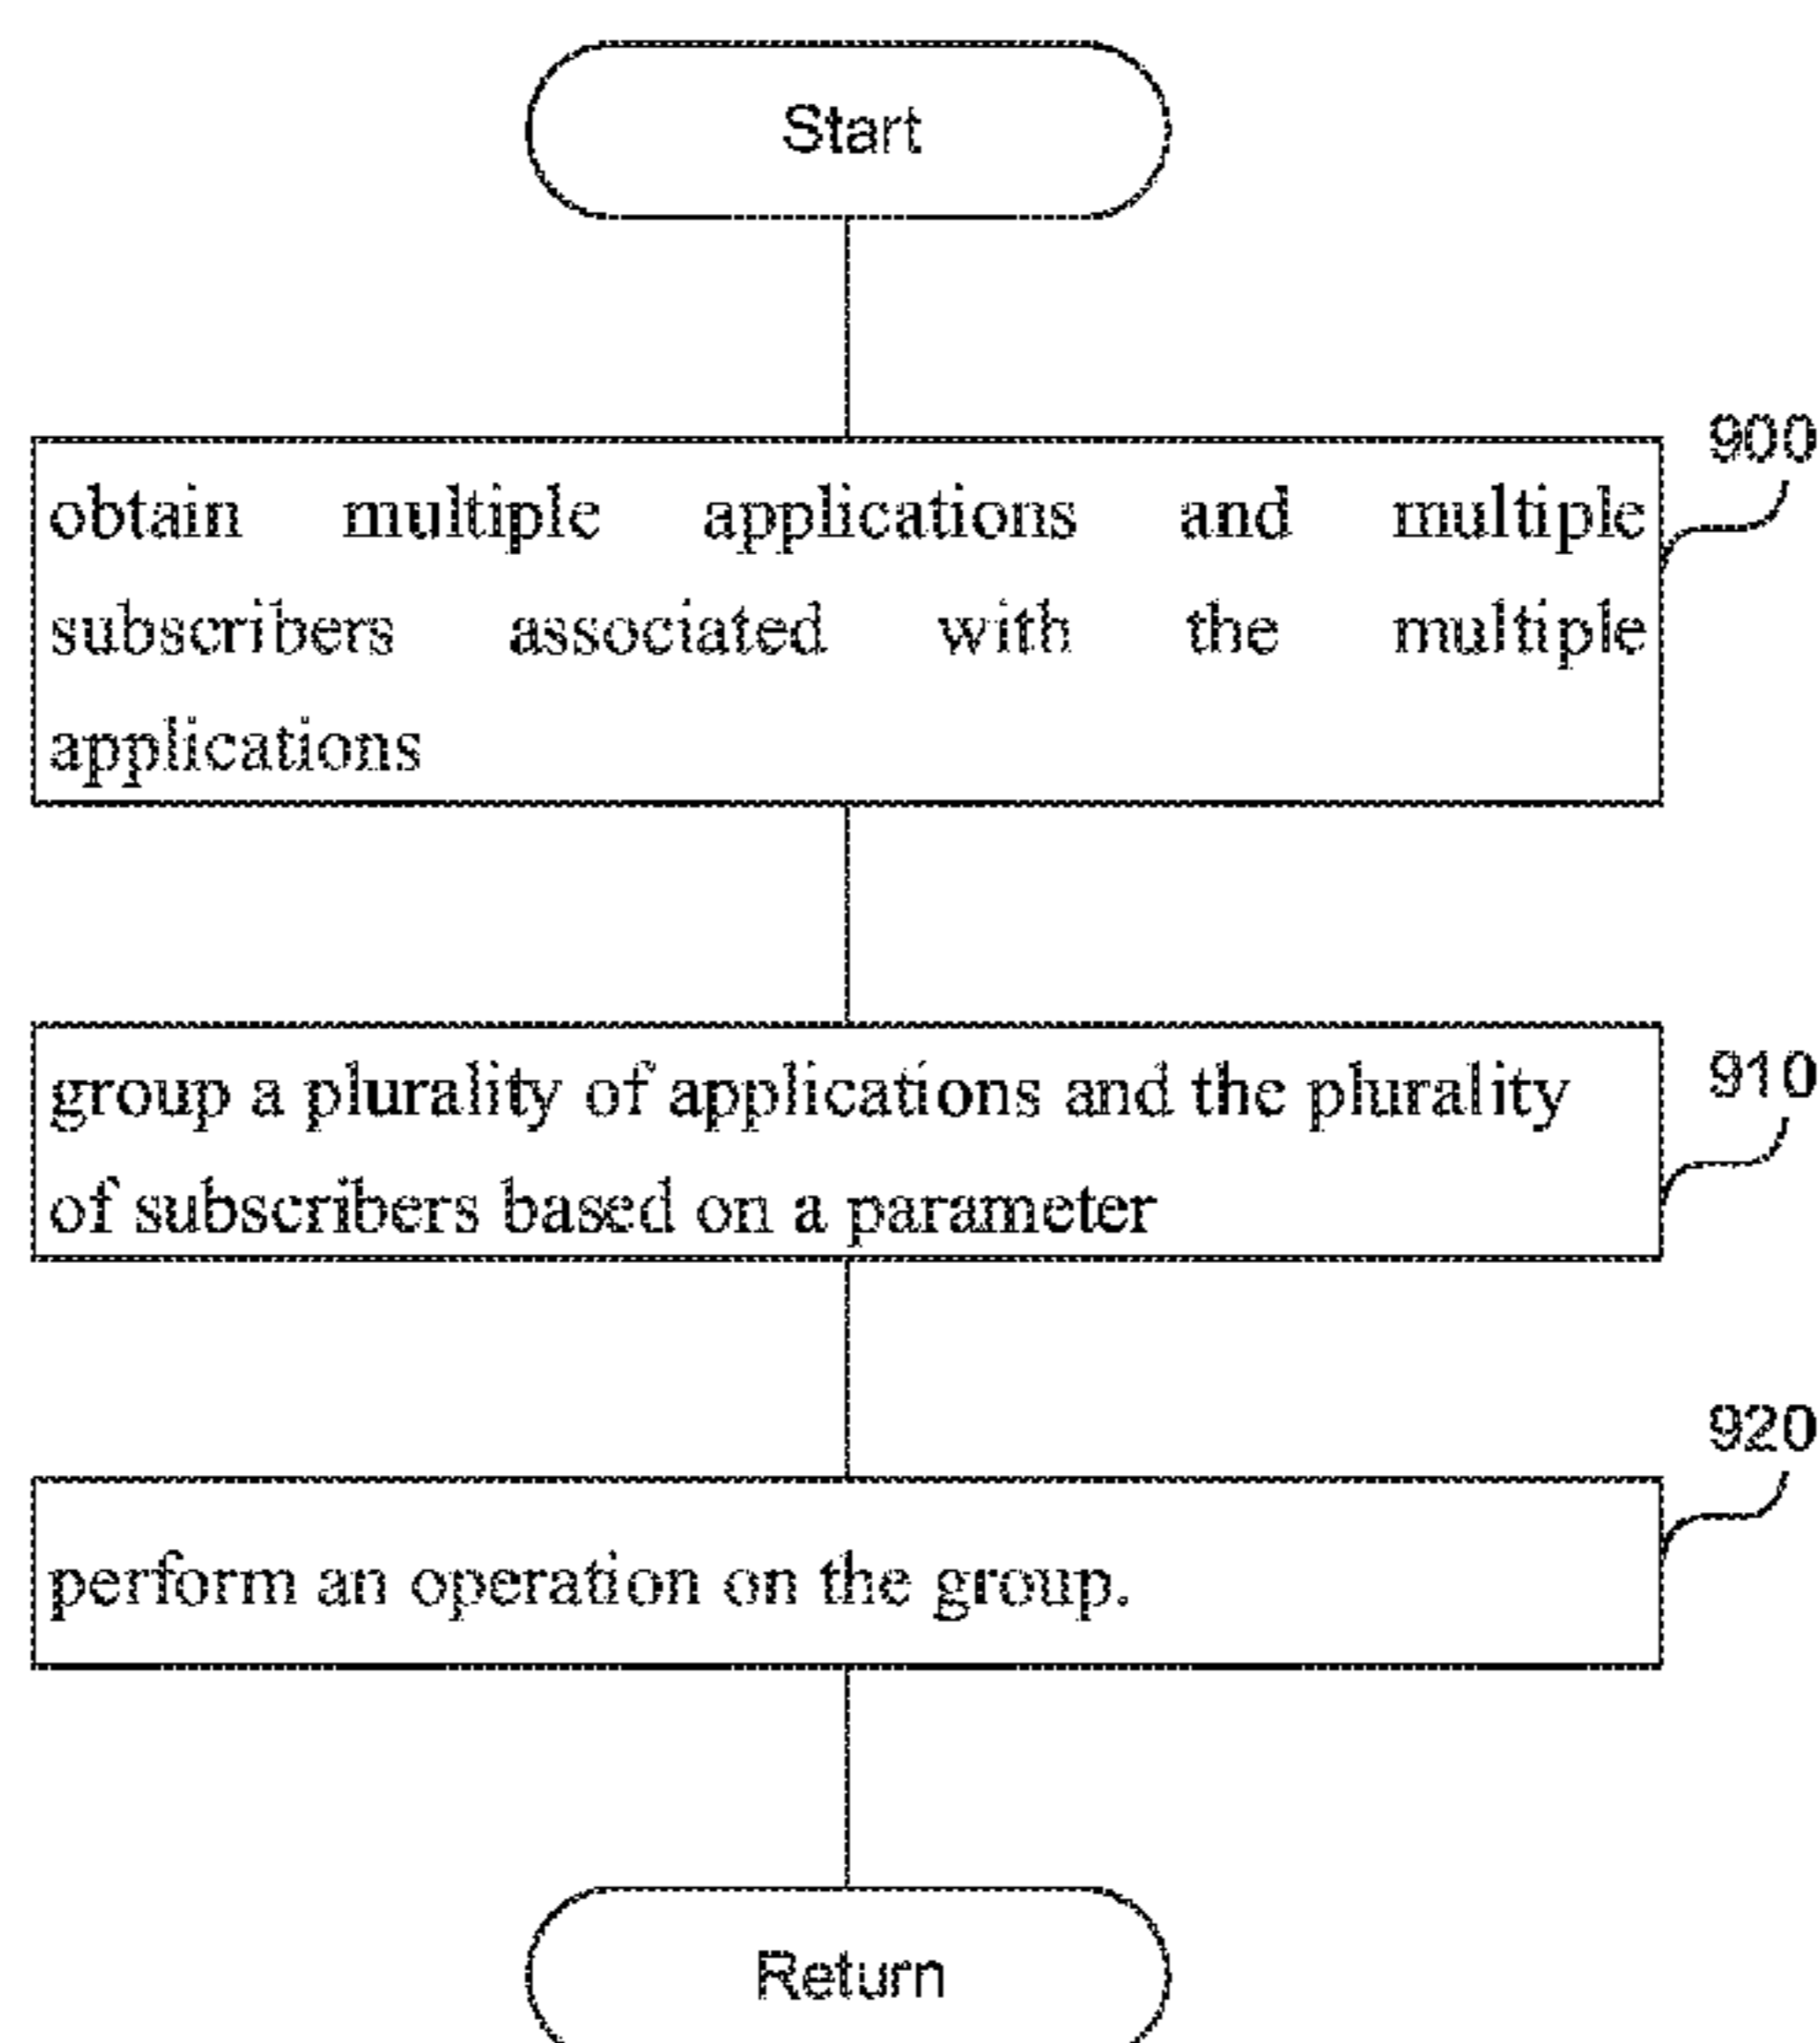 Start
900
obtain multiple applications and multiple
subscribers associated with the multiple
applications
910
group a plurality of applications and the plurality
of subscribers based on a parameter
920
perform an operation on the group.
Return